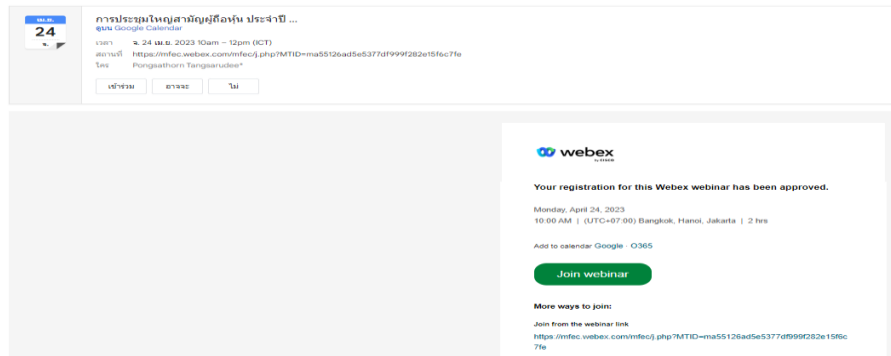 เม.ย.
24
จ.
การประชุมใหญ่สามัญผู้ถือหุ้น ประจำปี ...
ดูบน Google Calendar
เวลา จ. 24 เม.ย. 2023 10am – 12pm (ICT)
สถานที่ https://mfec.webex.com/mfec/j.php?MTID=ma55126ad5e5377df999f282e15f6c7fe
ใคร Pongsathorn Tangsarudee*
เข้าร่วม อาจจะ ไม่
webex
by CISCO
Your registration for this Webex webinar has been approved.
Monday, April 24, 2023
10:00 AM | (UTC+07:00) Bangkok, Hanoi, Jakarta | 2 hrs
Add to calendar Google · O365
Join webinar
More ways to join:
Join from the webinar link
https://mfec.webex.com/mfec/j.php?MTID=ma55126ad5e5377df999f282e15f6c
7fe